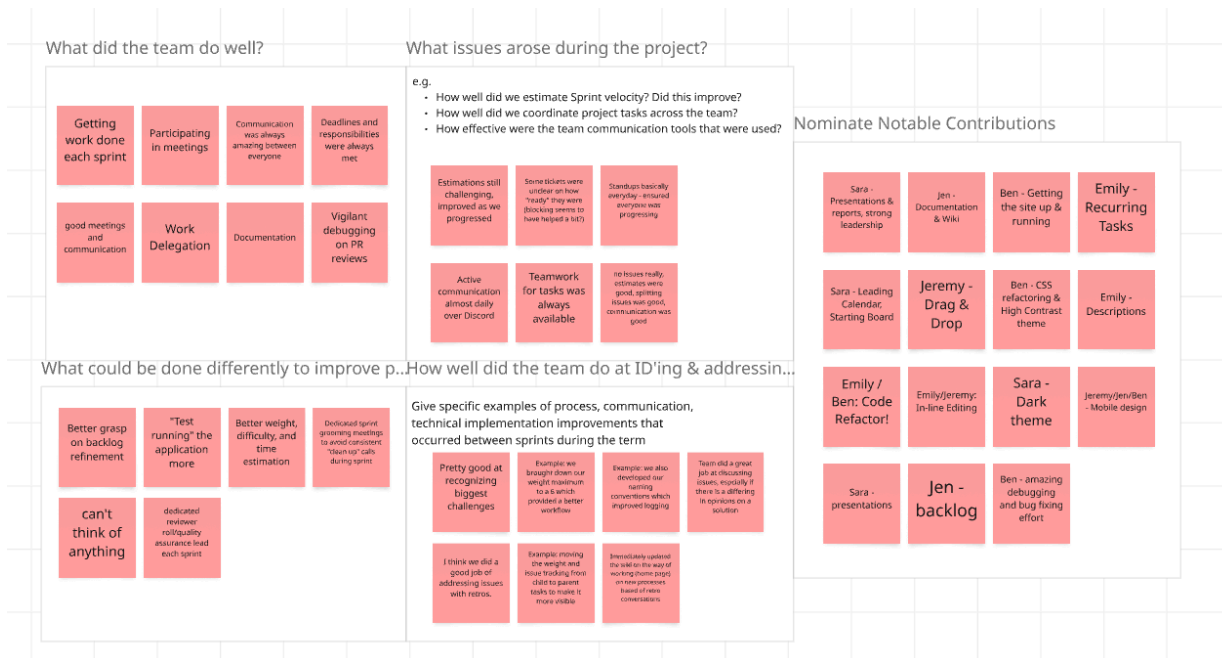 What did the team do well?
Getting
work done
each sprint
Participating
in meetings
Communication
was always
amazing between
everyone
Deadlines and
responsibilities
were always
met
good meetings
and
communication
Work
Delegation
Documentation
Vigilant
debugging
on PR
reviews
What issues arose during the project?
e.g.
• How well did we estimate Sprint velocity? Did this improve?
• How well did we coordinate project tasks across the team?
• How effective were the team communication tools that were used?
Estimations still
challenging,
improved as we
progressed
Some tickets were
unclear on how
"ready" they were
(blocking seems to
have helped a bit?)
Standups basically
everyday - ensured
everyone was
progressing
Active
communication
almost daily
over Discord
Teamwork
for tasks was
always
available
no issues really,
estimates were
good, splitting
issues was good,
communication was
good
What could be done differently to improve p...
Better grasp
on backlog
refinement
"Test
running" the
application
more
Better weight,
difficulty, and
time
estimation
Dedicated sprint
grooming meetings
to avoid consistent
"clean up" calls
during sprint
can't
think of
anything
dedicated
reviewer
roll/quality
assurance lead
each sprint
How well did the team do at ID'ing & addressin...
Give specific examples of process, communication,
technical implementation improvements that
occurred between sprints during the term
Pretty good at
recognizing
biggest
challenges
Example: we
brought down our
weight maximum
to a 6 which
provided a better
workflow
Example: we also
developed our
naming
conventions which
improved logging
Team did a great
job at discussing
issues, especially if
there is a differing
in opinions on a
solution
I think we did a
good job of
addressing issues
with retros.
Example: moving
the weight and
issue tracking from
child to parent
tasks to make it
more visible
Immediately updated
the wiki on the way of
working (home page)
on new processes
based of retro
conversations
Nominate Notable Contributions
Sara -
Presentations &
reports, strong
leadership
Jen -
Documentation
& Wiki
Ben - Getting
the site up &
running
Emily -
Recurring
Tasks
Sara - Leading
Calendar,
Starting Board
Jeremy -
Drag &
Drop
Ben - CSS
refactoring &
High Contrast
theme
Emily -
Descriptions
Emily /
Ben: Code
Refactor!
Emily/Jeremy:
In-line Editing
Sara -
Dark
theme
Jeremy/Jen/Ben
- Mobile design
Sara -
presentations
Jen -
backlog
Ben - amazing
debugging
and bug fixing
effort